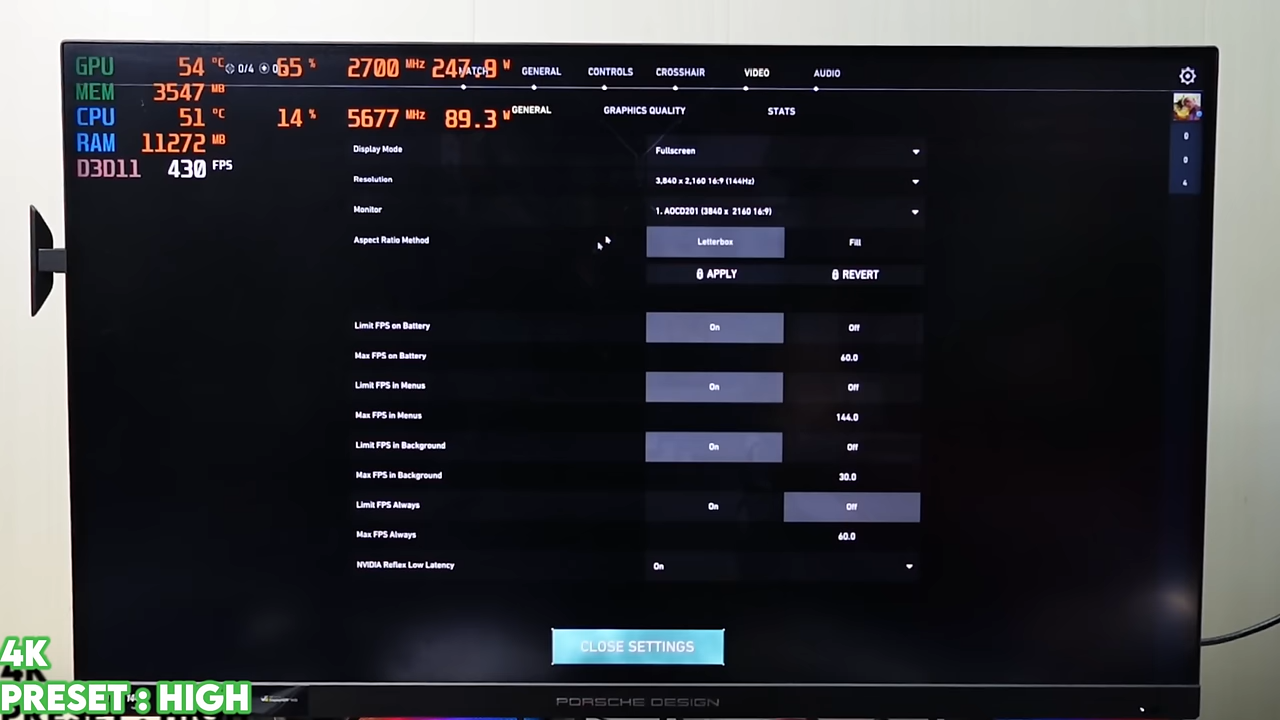 GPU 54 °C 65 % 2700 MHz 247.9 W
0/4
MEM 3547 MB
CPU 51 °C 14 % 5677 MHz 89.3 W
RAM 11272 MB
D3D11 430 FPS
MATCH GENERAL CONTROLS CROSSHAIR VIDEO AUDIO
GENERAL GRAPHICS QUALITY STATS
Display Mode Fullscreen
Resolution 3,840 x 2,160 16:9 (144Hz)
Monitor 1. AOCD201 (3840 x 2160 16:9)
Aspect Ratio Method Letterbox Fill
APPLY REVERT
Limit FPS on Battery On Off
Max FPS on Battery 60.0
Limit FPS in Menus On Off
Max FPS in Menus 144.0
Limit FPS in Background On Off
Max FPS in Background 30.0
Limit FPS Always On Off
Max FPS Always 60.0
NVIDIA Reflex Low Latency On
0
0
4
CLOSE SETTINGS
PORSCHE DESIGN
4K
PRESET : HIGH